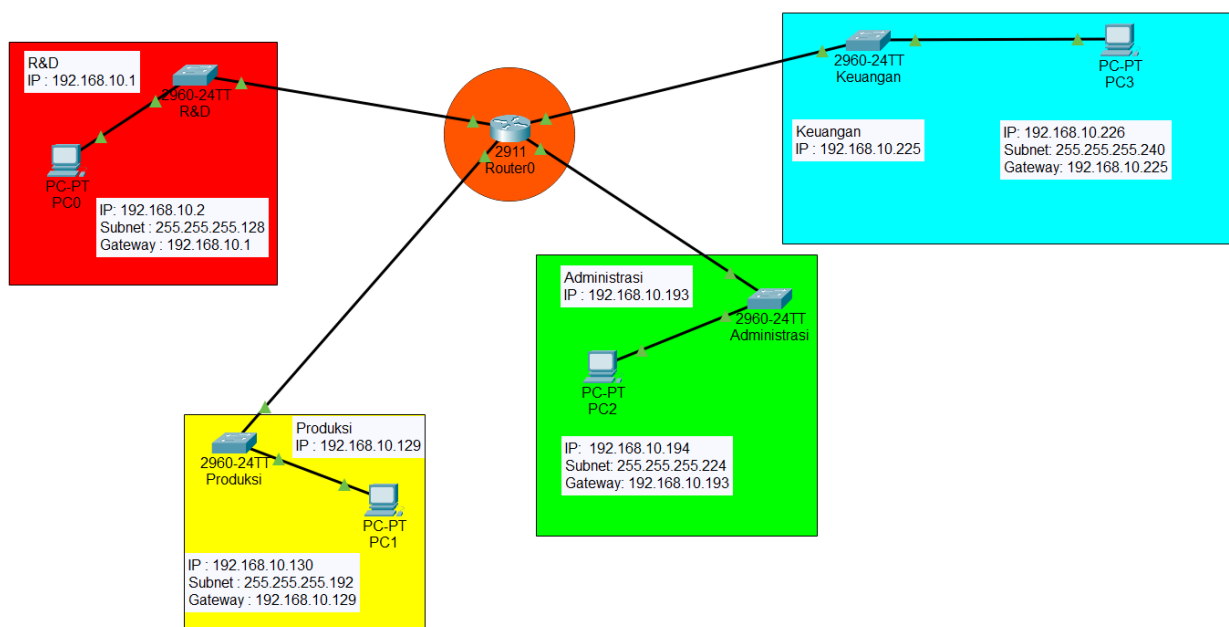 R&D
IP : 192.168.10.1
2960-24TT
R&D
PC-PT
PC0
IP: 192.168.10.2
Subnet : 255.255.255.128
Gateway : 192.168.10.1
2911
Router0
2960-24TT
Keuangan
PC-PT
PC3
Keuangan
IP : 192.168.10.225
IP: 192.168.10.226
Subnet: 255.255.255.240
Gateway: 192.168.10.225
Administrasi
IP : 192.168.10.193
2960-24TT
Administrasi
PC-PT
PC2
IP:  192.168.10.194
Subnet: 255.255.255.224
Gateway: 192.168.10.193
Produksi
IP : 192.168.10.129
2960-24TT
Produksi
PC-PT
PC1
IP : 192.168.10.130
Subnet : 255.255.255.192
Gateway : 192.168.10.129